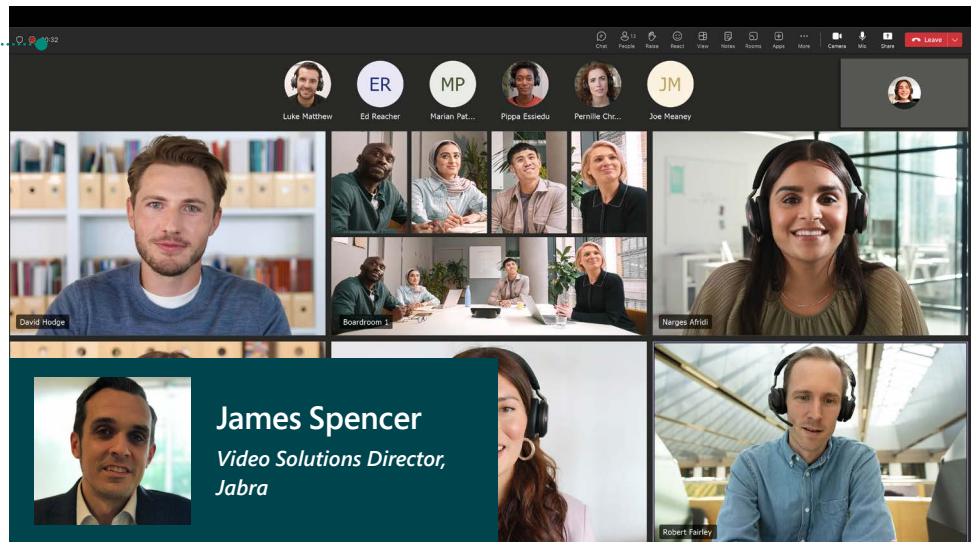 10:32
Chat People 13 Raise React View Notes Rooms Apps More Camera Mic Share Leave
ER MP JM
Luke Matthew Ed Reacher Marian Pat... Pippa Essiedu Pernille Chr... Joe Meaney
David Hodge Boardroom 1 Narges Afridi
James Spencer
Video Solutions Director,
Jabra
Robert Fairley